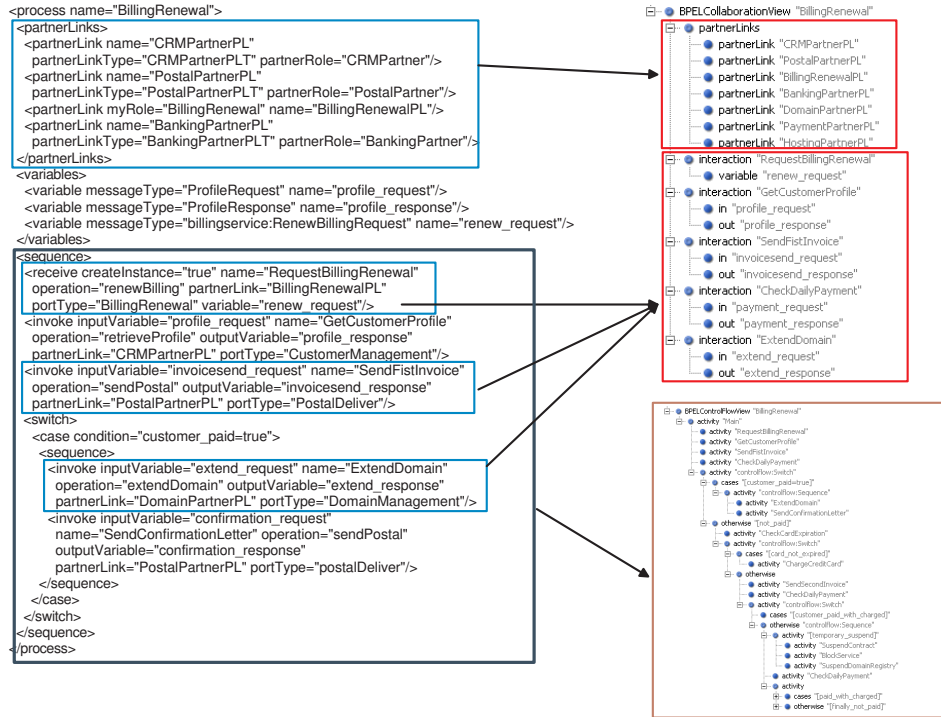 <process name="BillingRenewal">
<partnerLinks>
<partnerLink name="CRMPartnerPL"
partnerLinkType="CRMPartnerPLT" partnerRole="CRMPartner"/>
<partnerLink name="PostalPartnerPL"
partnerLinkType="PostalPartnerPLT" partnerRole="PostalPartner"/>
<partnerLink myRole="BillingRenewal" name="BillingRenewalPL"/>
<partnerLink name="BankingPartnerPL"
partnerLinkType="BankingPartnerPLT" partnerRole="BankingPartner"/>
</partnerLinks>
<variables>
<variable messageType="ProfileRequest" name="profile_request"/>
<variable messageType="ProfileResponse" name="profile_response"/>
<variable messageType="billingservice:RenewBillingRequest" name="renew_request"/>
</variables>
<sequence>
<receive createInstance="true" name="RequestBillingRenewal"
operation="renewBilling" partnerLink="BillingRenewalPL"
portType="BillingRenewal" variable="renew_request"/>
<invoke inputVariable="profile_request" name="GetCustomerProfile"
operation="retrieveProfile" outputVariable="profile_response"
partnerLink="CRMPartnerPL" portType="CustomerManagement"/>
<invoke inputVariable="invoicesend_request" name="SendFistInvoice"
operation="sendPostal" outputVariable="invoicesend_response"
partnerLink="PostalPartnerPL" portType="PostalDeliver"/>
<switch>
<case condition="customer_paid=true">
<sequence>
<invoke inputVariable="extend_request" name="ExtendDomain"
operation="extendDomain" outputVariable="extend_response"
partnerLink="DomainPartnerPL" portType="DomainManagement"/>
<invoke inputVariable="confirmation_request"
name="SendConfirmationLetter" operation="sendPostal"
outputVariable="confirmation_response"
partnerLink="PostalPartnerPL" portType="postalDeliver"/>
</sequence>
</case>
</switch>
</sequence>
</process>
BPELCollaborationView "BillingRenewal"
partnerLinks
partnerLink "CRMPartnerPL"
partnerLink "PostalPartnerPL"
partnerLink "BillingRenewalPL"
partnerLink "BankingPartnerPL"
partnerLink "DomainPartnerPL"
partnerLink "PaymentPartnerPL"
partnerLink "HostingPartnerPL"
interaction "RequestBillingRenewal"
variable "renew_request"
interaction "GetCustomerProfile"
in "profile_request"
out "profile_response"
interaction "SendFistInvoice"
in "invoicesend_request"
out "invoicesend_response"
interaction "CheckDailyPayment"
in "payment_request"
out "payment_response"
interaction "ExtendDomain"
in "extend_request"
out "extend_response"
BPELControlFlowView "BillingRenewal"
activity "Main"
activity "RequestBillingRenewal"
activity "GetCustomerProfile"
activity "SendFistInvoice"
activity "CheckDailyPayment"
activity "controlflow:Switch"
cases "[customer_paid=true]"
activity "controlflow:Sequence"
activity "ExtendDomain"
activity "SendConfirmationLetter"
otherwise "[not_paid]"
activity "CheckCardExpiration"
activity "controlflow:Switch"
cases "[card_not_expired]"
activity "ChargeCreditCard"
otherwise
activity "SendSecondInvoice"
activity "CheckDailyPayment"
activity "controlflow:Switch"
cases "[customer_paid_with_charged]"
otherwise "controlflow:Sequence"
activity "[temporary_suspend]"
activity "SuspendContract"
activity "BlockService"
activity "SuspendDomainRegistry"
activity "CheckDailyPayment"
activity
cases "[paid_with_charged]"
otherwise "[finally_not_paid]"